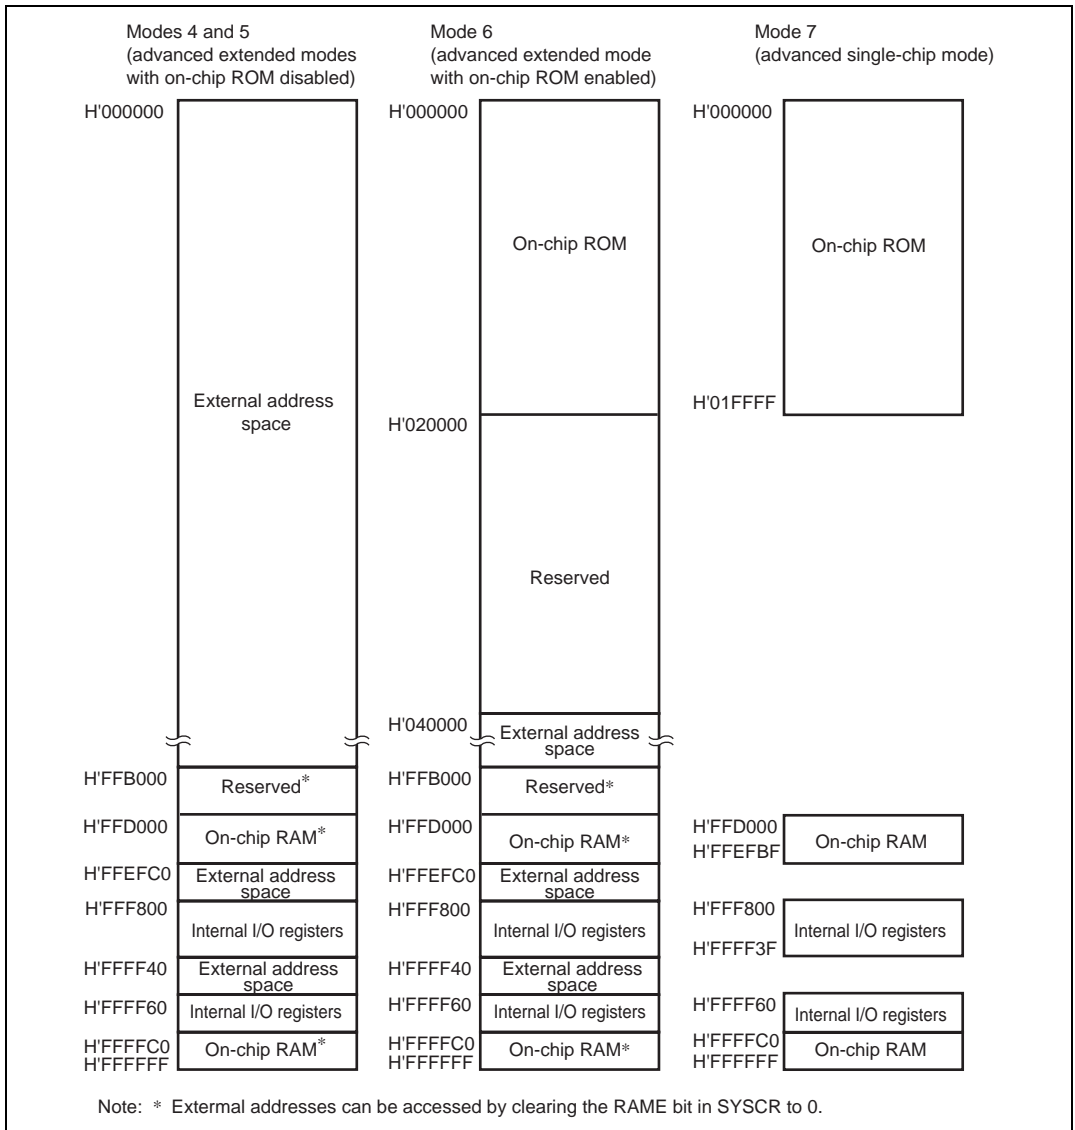 Modes 4 and 5
(advanced extended modes
with on-chip ROM disabled)
Mode 6
(advanced extended mode
with on-chip ROM enabled)
Mode 7
(advanced single-chip mode)
H'000000
External address
space
H'FFB000
Reserved*
H'FFD000
On-chip RAM*
H'FFEFC0
External address
space
H'FFF800
Internal I/O registers
H'FFFF40
External address
space
H'FFFF60
Internal I/O registers
H'FFFFC0
On-chip RAM*
H'FFFFFF
H'000000
On-chip ROM
H'020000
Reserved
H'040000
External address
space
H'FFB000
Reserved*
H'FFD000
On-chip RAM*
H'FFEFC0
External address
space
H'FFF800
Internal I/O registers
H'FFFF40
External address
space
H'FFFF60
Internal I/O registers
H'FFFFC0
On-chip RAM*
H'FFFFFF
H'000000
On-chip ROM
H'01FFFF
H'FFD000
On-chip RAM
H'FFEFBF
H'FFF800
Internal I/O registers
H'FFFF3F
H'FFFF60
Internal I/O registers
H'FFFFC0
On-chip RAM
H'FFFFFF
Note: * Extermal addresses can be accessed by clearing the RAME bit in SYSCR to 0.